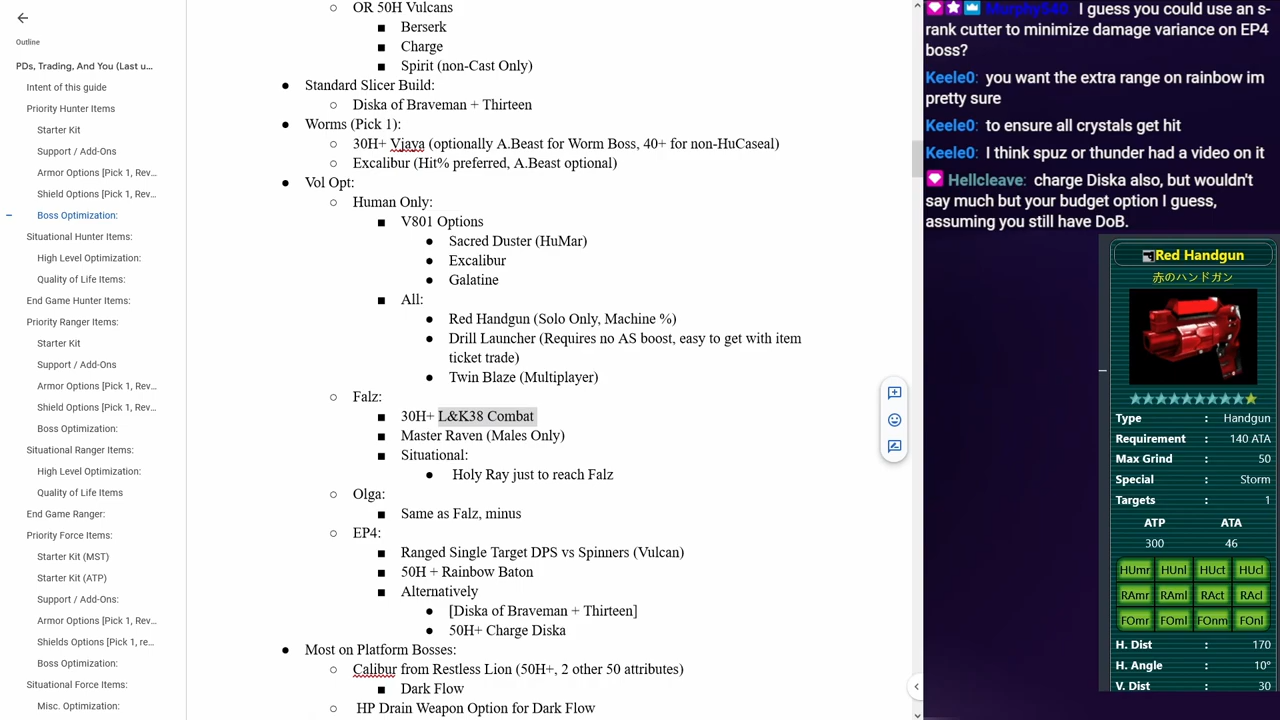 Outline
PDs, Trading, And You (Last u...
Intent of this guide
Priority Hunter Items
Starter Kit
Support / Add-Ons
Armor Options [Pick 1, Rev...
Shield Options [Pick 1, Rev...
Boss Optimization:
Situational Hunter Items:
High Level Optimization:
Quality of Life Items:
End Game Hunter Items:
Priority Ranger Items:
Starter Kit
Support / Add-Ons
Armor Options [Pick 1, Rev...
Shield Options [Pick 1, Rev...
Boss Optimization:
Situational Ranger Items:
High Level Optimization:
Quality of Life Items
End Game Ranger:
Priority Force Items:
Starter Kit (MST)
Starter Kit (ATP)
Support / Add-Ons:
Armor Options [Pick 1, Rev...
Shields Options [Pick 1, re...
Boss Optimization:
Situational Force Items:
Misc. Optimization:
OR 50H Vulcans
Berserk
Charge
Spirit (non-Cast Only)
Standard Slicer Build:
Diska of Braveman + Thirteen
Worms (Pick 1):
30H+ Vjaya (optionally A.Beast for Worm Boss, 40+ for non-HuCaseal)
Excalibur (Hit% preferred, A.Beast optional)
Vol Opt:
Human Only:
V801 Options
Sacred Duster (HuMar)
Excalibur
Galatine
All:
Red Handgun (Solo Only, Machine %)
Drill Launcher (Requires no AS boost, easy to get with item
ticket trade)
Twin Blaze (Multiplayer)
Falz:
30H+ L&K38 Combat
Master Raven (Males Only)
Situational:
Holy Ray just to reach Falz
Olga:
Same as Falz, minus
EP4:
Ranged Single Target DPS vs Spinners (Vulcan)
50H + Rainbow Baton
Alternatively
[Diska of Braveman + Thirteen]
50H+ Charge Diska
Most on Platform Bosses:
Calibur from Restless Lion (50H+, 2 other 50 attributes)
Dark Flow
HP Drain Weapon Option for Dark Flow
Murphy540 I guess you could use an s-
rank cutter to minimize damage variance on EP4
boss?
Keele0: you want the extra range on rainbow im
pretty sure
Keele0: to ensure all crystals get hit
Keele0: I think spuz or thunder had a video on it
Hellcleave: charge Diska also, but wouldn't
say much but your budget option I guess,
assuming you still have DoB.
Red Handgun
赤のハンドガン
Type : Handgun
Requirement : 140 ATA
Max Grind : 50
Special : Storm
Targets : 1
ATP ATA
300 46
HUmr HUnl HUct HUcl
RAmr RAml RAct RAcl
FOmr FOml FOnm FOnl
H. Dist : 170
H. Angle : 10°
V. Dist : 30